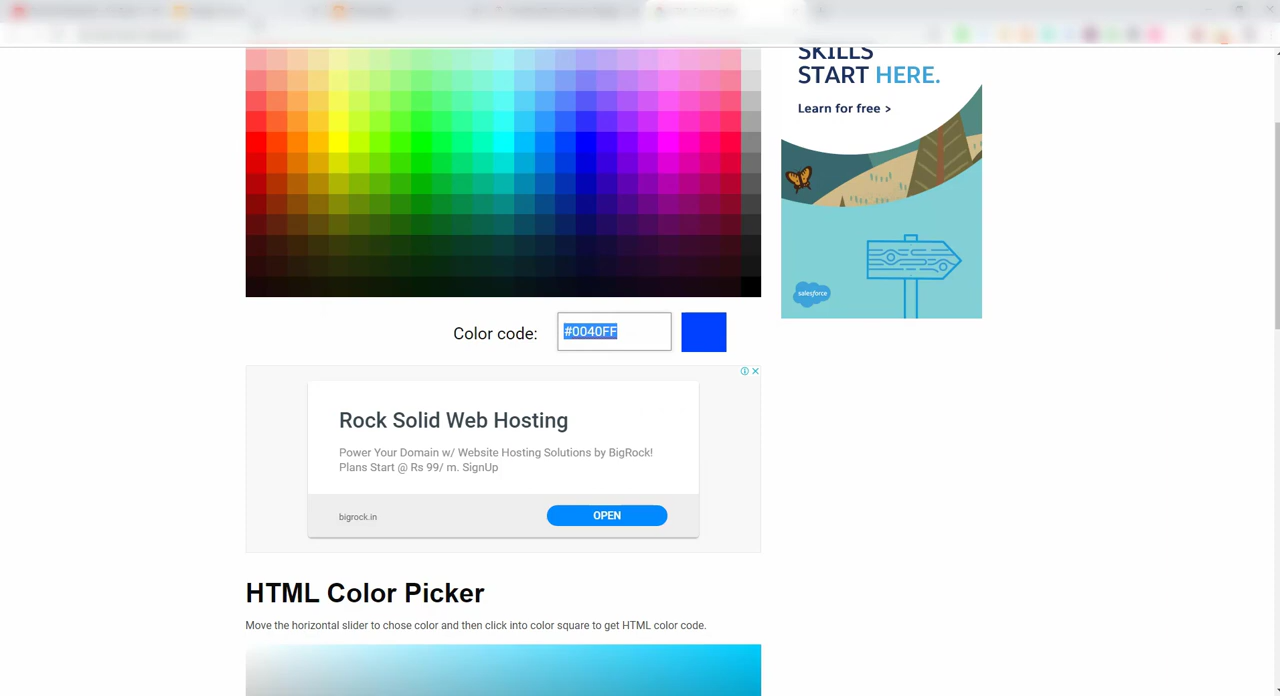 SKILLS
START HERE.
Learn for free >
salesforce
Color code:
#0040FF
Rock Solid Web Hosting
Power Your Domain w/ Website Hosting Solutions by BigRock!
Plans Start @ Rs 99/ m. SignUp
bigrock.in
OPEN
HTML Color Picker
Move the horizontal slider to chose color and then click into color square to get HTML color code.